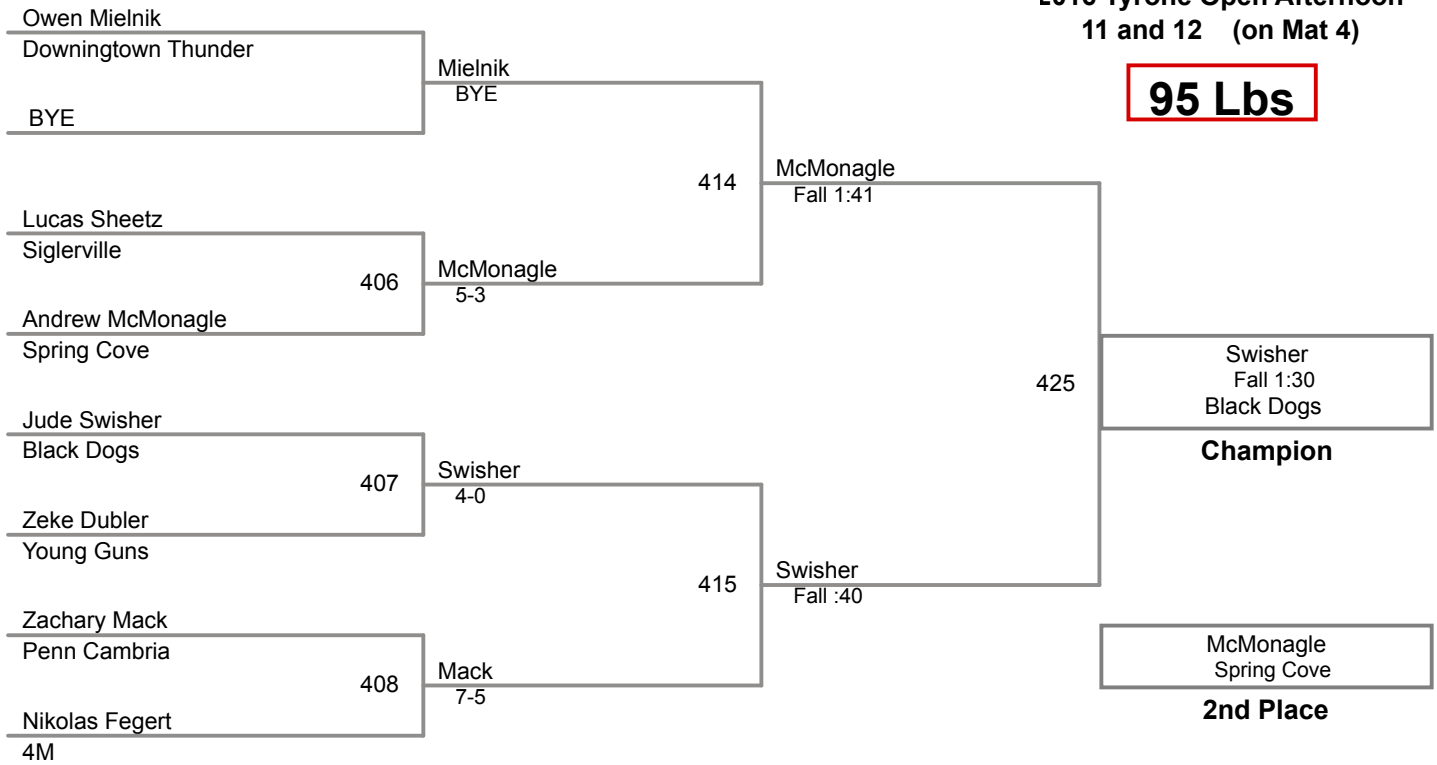 Tyrone Open Afternoon
11 and 12 (on Mat 4)
95 Lbs
Owen Mielnik
Downingtown Thunder
BYE
Mielnik
BYE
Lucas Sheetz
Siglerville
406
Andrew McMonagle
Spring Cove
McMonagle
5-3
414
McMonagle
Fall 1:41
Jude Swisher
Black Dogs
407
Zeke Dubler
Young Guns
Swisher
4-0
Zachary Mack
Penn Cambria
408
Nikolas Fegert
4M
Mack
7-5
415
Swisher
Fall :40
425
Swisher
Fall 1:30
Black Dogs
Champion
McMonagle
Spring Cove
2nd Place